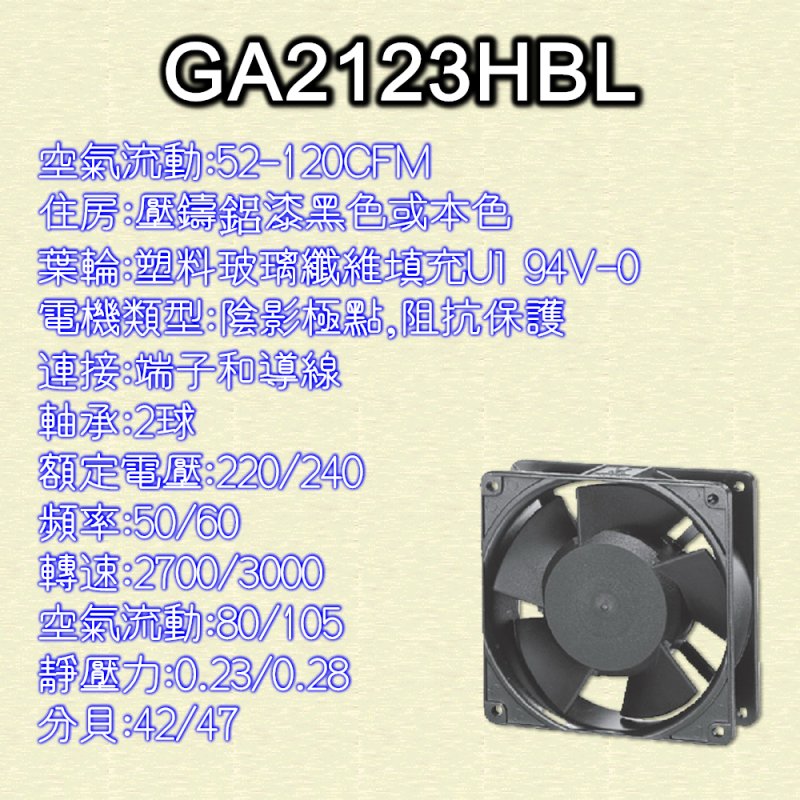 GA2123HBL
空氣流動:52-120CFM
住房:壓鑄鋁漆黑色或本色
葉輪:塑料玻璃纖維填充Ul 94V-0
電機類型:陰影極點,阻抗保護
連接:端子和導線
軸承:2球
額定電壓:220/240
頻率:50/60
轉速:2700/3000
空氣流動:80/105
靜壓力:0.23/0.28
分貝:42/47